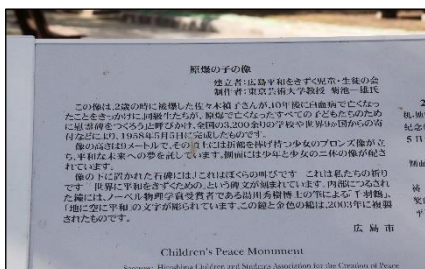 原爆の子の像
建立者:広島平和をきずく児童・生徒の会
制作者:東京芸術大学教授 菊池一雄氏
この像は、2歳の時に被爆した佐々木禎子さんが、10年後に白血病で亡くなっ
たことをきっかけに同級生たちが、原爆で亡くなったすべての子どもたちのため
に慰霊碑をつくろうと呼びかけ、全国の3,200余りの学校や世界9か国からの寄
付などにより、1958年5月5日に完成したものです。
像の高さは9メートルで、その頂上には折鶴を捧げ持つ少女のブロンズ像が立
ち、平和な未来への夢を託しています。側面には少年と少女の二体の像が配さ
れています。
像の下に置かれた石碑には「これはぼくらの叫びです これは私たちの祈り
です 世界に平和をきずくための」という碑文が刻まれています。内部につるされ
た鐘には、ノーベル物理学賞受賞者である湯川秀樹博士の筆による「千羽鶴」
「地に空に平和」の文字が彫られています。この鐘と金色の鶴は、2003年に複製
されたものです。
広島市
Children's Peace Monument
Hiroshima Children and Students Association for the Creation of Peace